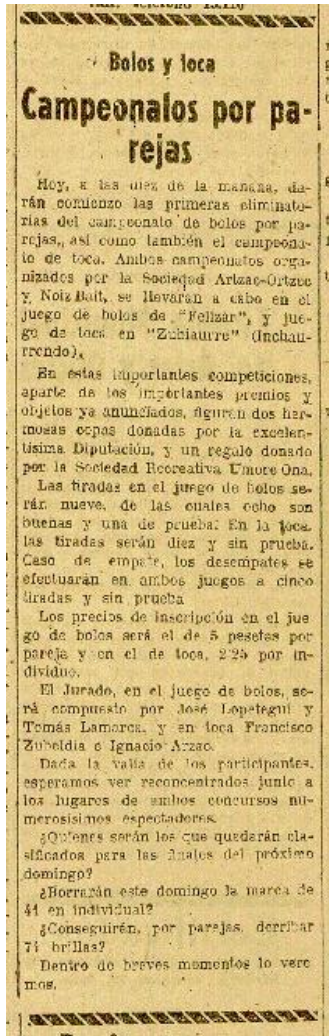 Bolos y toca
Campeonatos por pa-
rejas
Hoy, a las diez de la mañana, da-
rán comienzo las primeras eliminato-
rias del campeonato de bolos por pa-
rejas,, así como también el campeona-
to de toca. Ambos campeonatos orga-
nizados por la Sociedad Artzac-Ortzec
y Noiz Bait, se llevarán a cabo en el
juego de bolos de "Felizar", y jue-
go de toca en "Zubiaurre" (Inchau-
rrondo).
En estas importantes competiciones,
aparte de los importantes premios y
objetos ya anunciados, figuran dos her-
mosas copas donadas por la excelen-
tísima Diputación, y un regalo donado
por la Sociedad Recreativa Umore Ona.
Las tiradas en el juego de bolos se-
rán nueve, de las cuales ocho son
buenas y una de prueba. En la toca,
las tiradas serán diez y sin prueba.
Caso de empate, los desempates se
efectuarán en ambos juegos a cinco
tiradas y sin prueba
Los precios de inscripción en el jue
go de bolos será el de 5 pesetas por
pareja y en el de toca, 2'25 por in-
dividuo.
El Jurado, en el juego de bolos, se-
rá compuesto por José Lopetegui y
Tomás Lamarca, y en toca Francisco
Zubeldia e Ignacio Arzac.
Dada la valía de los participantes,
esperamos ver reconcentrados junto a
los lugares de ambos concursos nu-
merosísimos espectadores.
¿Quienes serán los que quedarán cla-
sificados para las finales del próximo
domingo?
¿Borrarán este domingo la marca de
41 en individual?
¿Conseguirán, por parejas, derribar
71 brillas?
Dentro de breves momentos lo vere
mos.